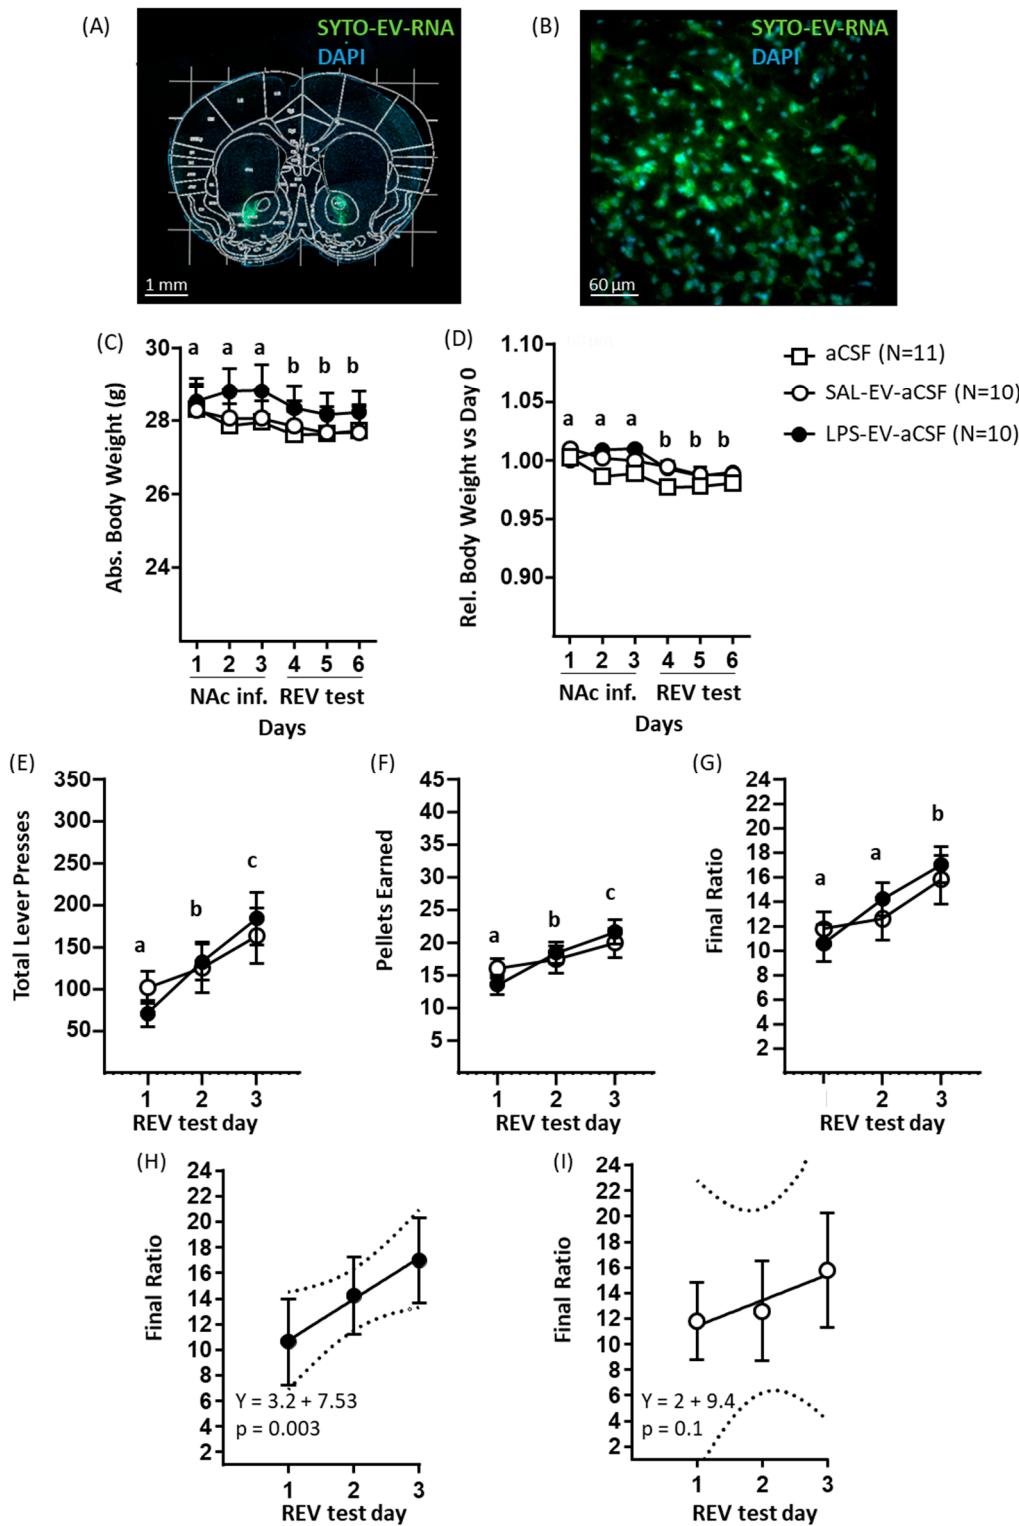 (A)
SYTO-EV-RNA
DAPI
1 mm
(B)
SYTO-EV-RNA
DAPI
60 µm
(C)
Abs. Body Weight (g)
30
28
26
24
a a a b b b
1 2 3 4 5 6
NAc inf. REV test
Days
(D)
Rel. Body Weight vs Day 0
1.10
1.05
1.00
0.95
0.90
a a a b b b
1 2 3 4 5 6
NAc inf. REV test
Days
aCSF (N=11)
SAL-EV-aCSF (N=10)
LPS-EV-aCSF (N=10)
(E)
Total Lever Presses
350
300
250
200
150
100
50
a b c
1 2 3
REV test day
(F)
Pellets Earned
45
40
35
30
25
20
15
10
5
a b c
1 2 3
REV test day
(G)
Final Ratio
24
22
20
18
16
14
12
10
8
6
4
2
a a b
2 3
REV test day
(H)
Final Ratio
24
22
20
18
16
14
12
10
8
6
4
2
Y = 3.2 + 7.53
p = 0.003
1 2 3
REV test day
(I)
Final Ratio
24
22
20
18
16
14
12
10
8
6
4
2
Y = 2 + 9.4
p = 0.1
1 2 3
REV test day